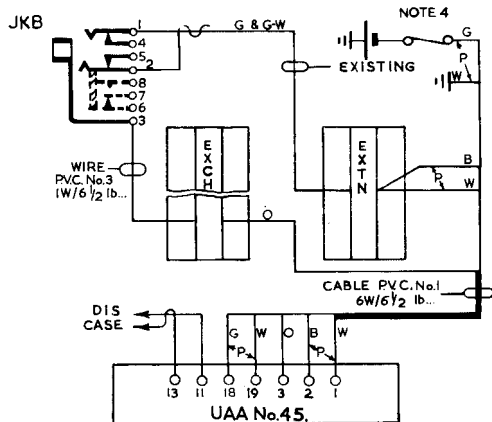 JKB
1
4
5
2
8
7
6
3
G & G-W
NOTE 4
G
P
W
EXISTING
WIRE
P.V.C. No.3
1W/6½ lb...
EXCH
EXTN
B
P
W
O
CABLE P.V.C. No.1
6W/6½ lb...
DIS
CASE
G
W
O
B
W
P
P
13
11
18
19
3
2
1
UAA No.45.